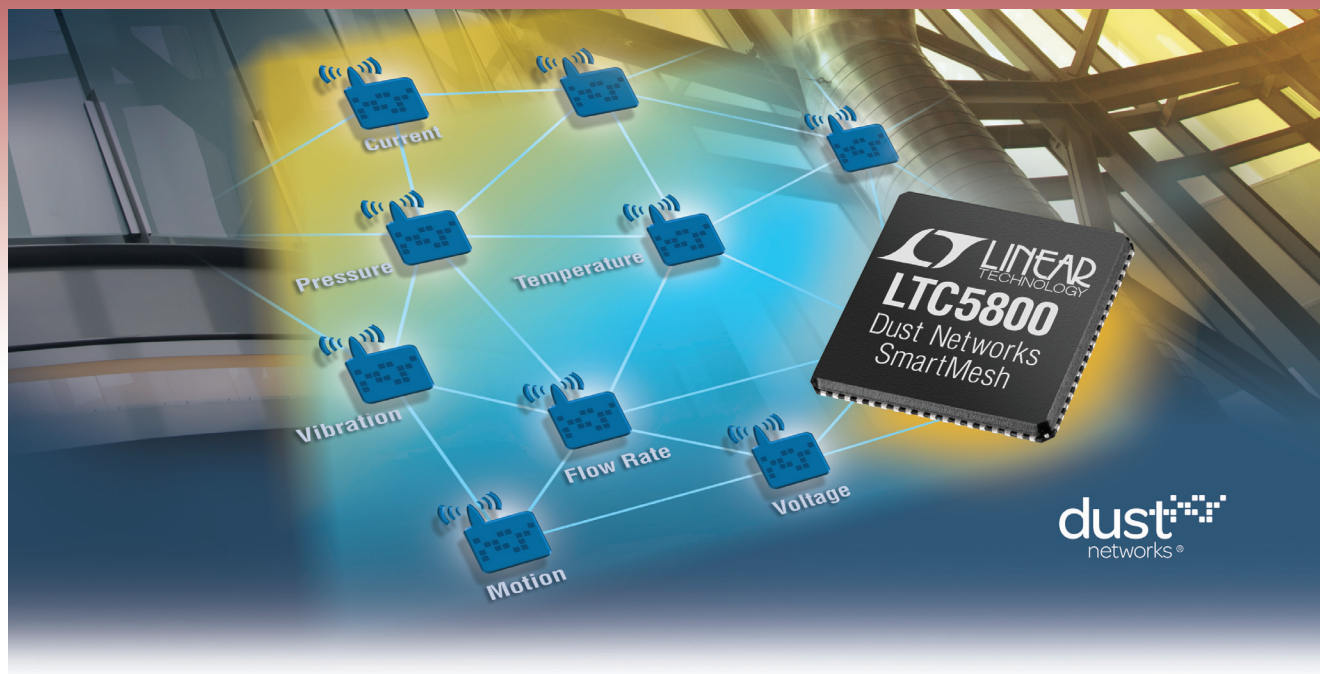 Current
Pressure
Temperature
Vibration
Flow Rate
Voltage
Motion
LINEAR
TECHNOLOGY
LTC5800
Dust Networks
SmartMesh
dust
networks ®